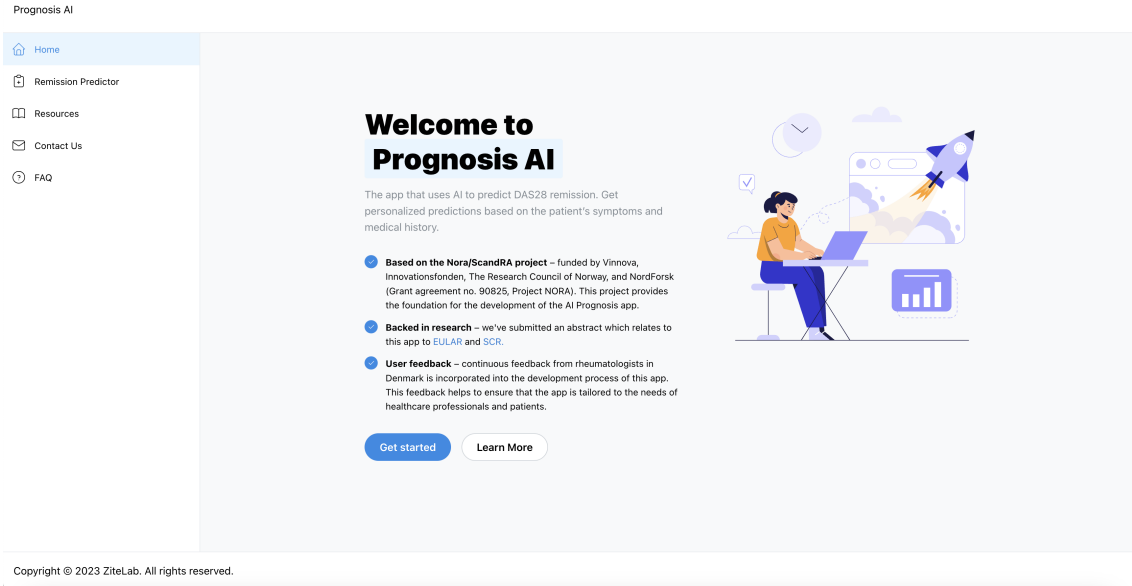 Prognosis AI
Home
Remission Predictor
Resources
Contact Us
FAQ
Welcome to
Prognosis AI
The app that uses AI to predict DAS28 remission. Get
personalized predictions based on the patient's symptoms and
medical history.
Based on the Nora/ScandRA project – funded by Vinnova,
Innovationsfonden, The Research Council of Norway, and NordForsk
(Grant agreement no. 90825, Project NORA). This project provides
the foundation for the development of the AI Prognosis app.
Backed in research – we've submitted an abstract which relates to
this app to EULAR and SCR.
User feedback – continuous feedback from rheumatologists in
Denmark is incorporated into the development process of this app.
This feedback helps to ensure that the app is tailored to the needs of
healthcare professionals and patients.
Get started
Learn More
Copyright © 2023 ZiteLab. All rights reserved.